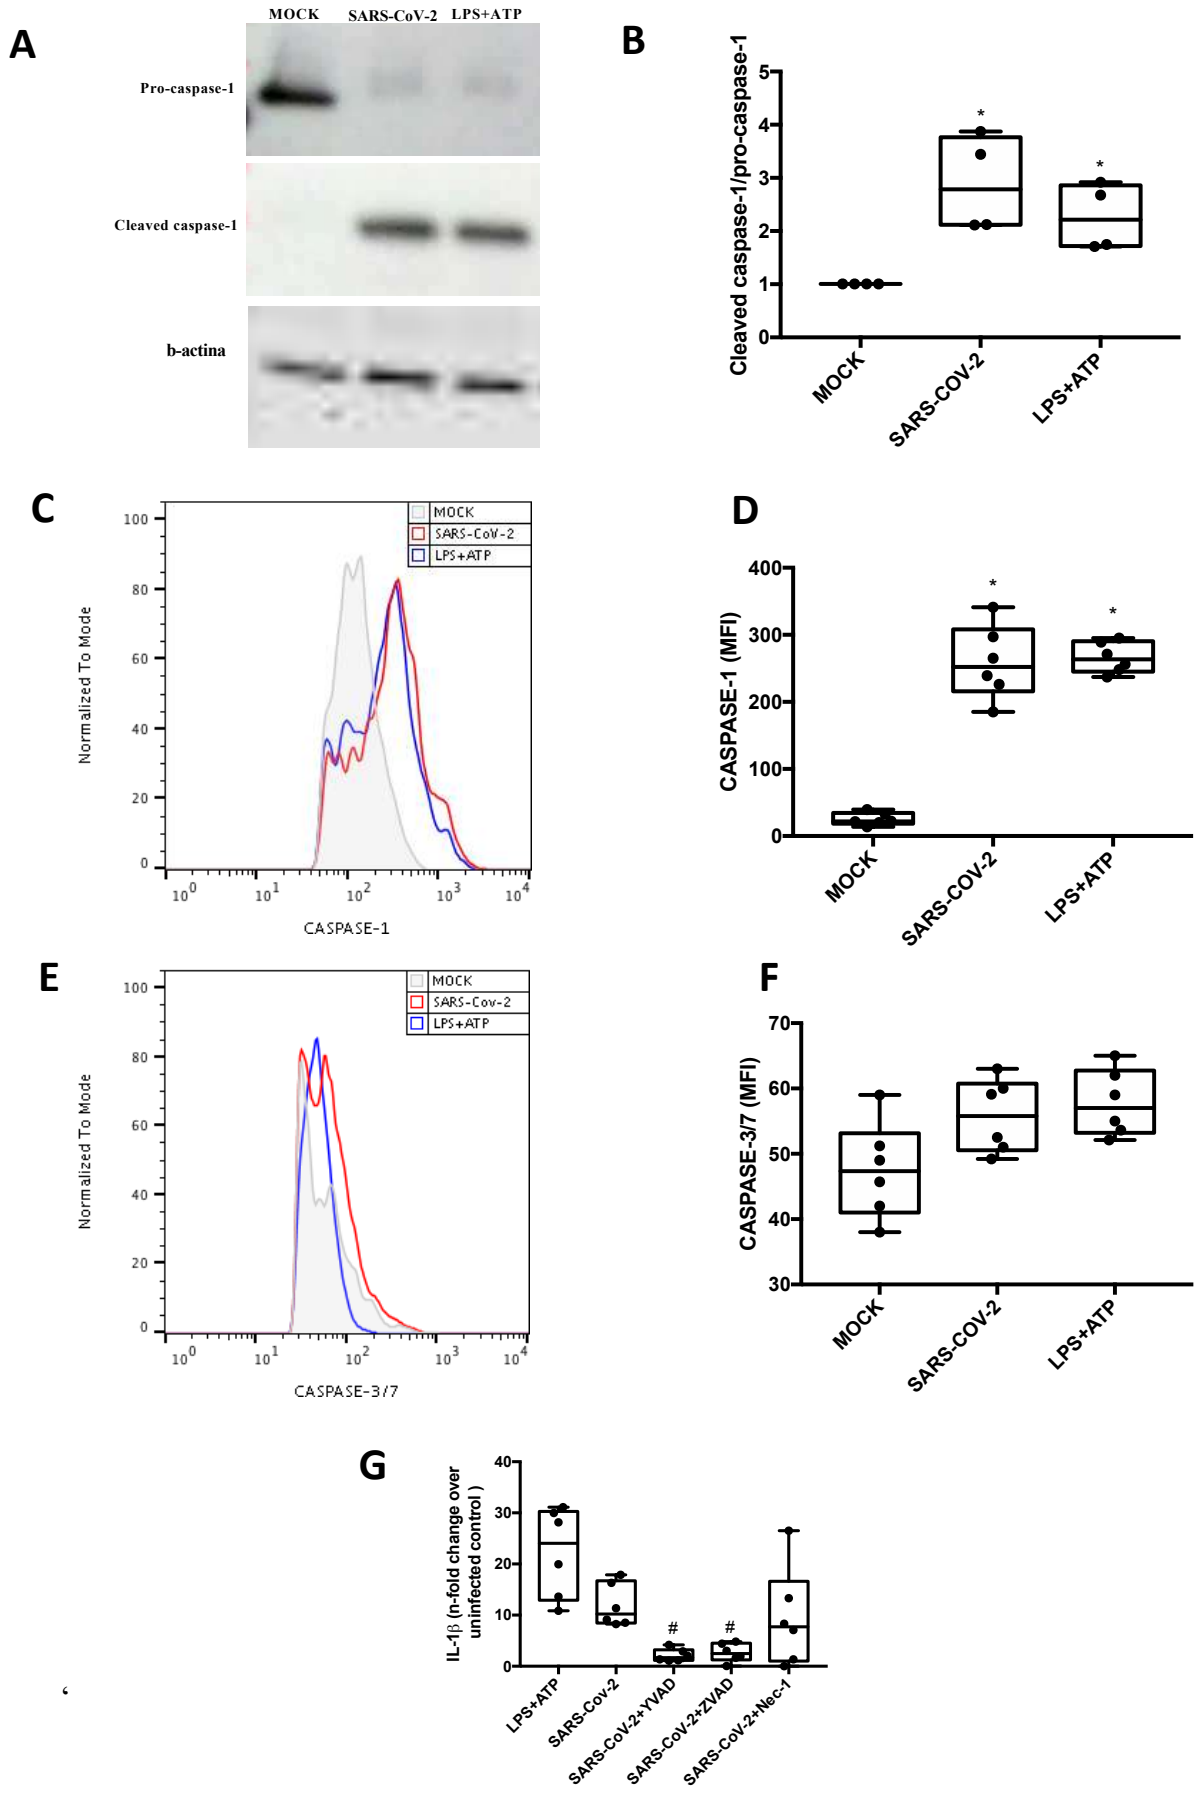 A
MOCK SARS-CoV-2 LPS+ATP
Pro-caspase-1
Cleaved caspase-1
b-actina
B
Cleaved caspase-1/pro-caspase-1
5
4
3
2
1
0
*
*
MOCK
SARS-COV-2
LPS+ATP
C
Normalized To Mode
100
80
60
40
20
0
MOCK
SARS-CoV-2
LPS+ATP
10^0 10^1 10^2 10^3 10^4
CASPASE-1
D
CASPASE-1 (MFI)
400
300
200
100
0
*
*
MOCK
SARS-COV-2
LPS+ATP
E
Normalized To Mode
100
80
60
40
20
0
MOCK
SARS-Cov-2
LPS+ATP
10^0 10^1 10^2 10^3 10^4
CASPASE-3/7
F
CASPASE-3/7 (MFI)
70
60
50
40
30
MOCK
SARS-COV-2
LPS+ATP
G
IL-1β (n-fold change over
uninfected control )
40
30
20
10
0
#
#
LPS+ATP
SARS-Cov-2
SARS-CoV-2+YVAD
SARS-CoV-2+ZVAD
SARS-CoV-2+Nec-1
‘